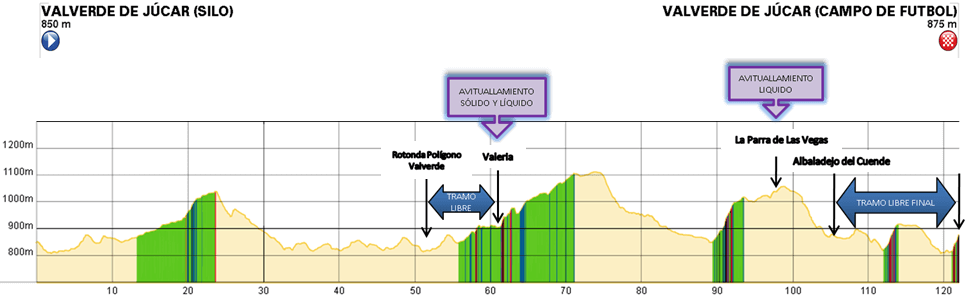 VALVERDE DE JÚCAR (SILO)
850 m
VALVERDE DE JÚCAR (CAMPO DE FUTBOL)
875 m
AVITUALLAMIENTO
SÓLIDO Y LÍQUIDO
AVITUALLAMIENTO
LIQUIDO
1200m
1100m
1000m
900m
800m
Rotonda Polígono
Valverde
Valeria
La Parra de Las Vegas
Albaladejo del Cuende
TRAMO
LIBRE
TRAMO LIBRE FINAL
10 20 30 40 50 60 70 80 90 100 110 120